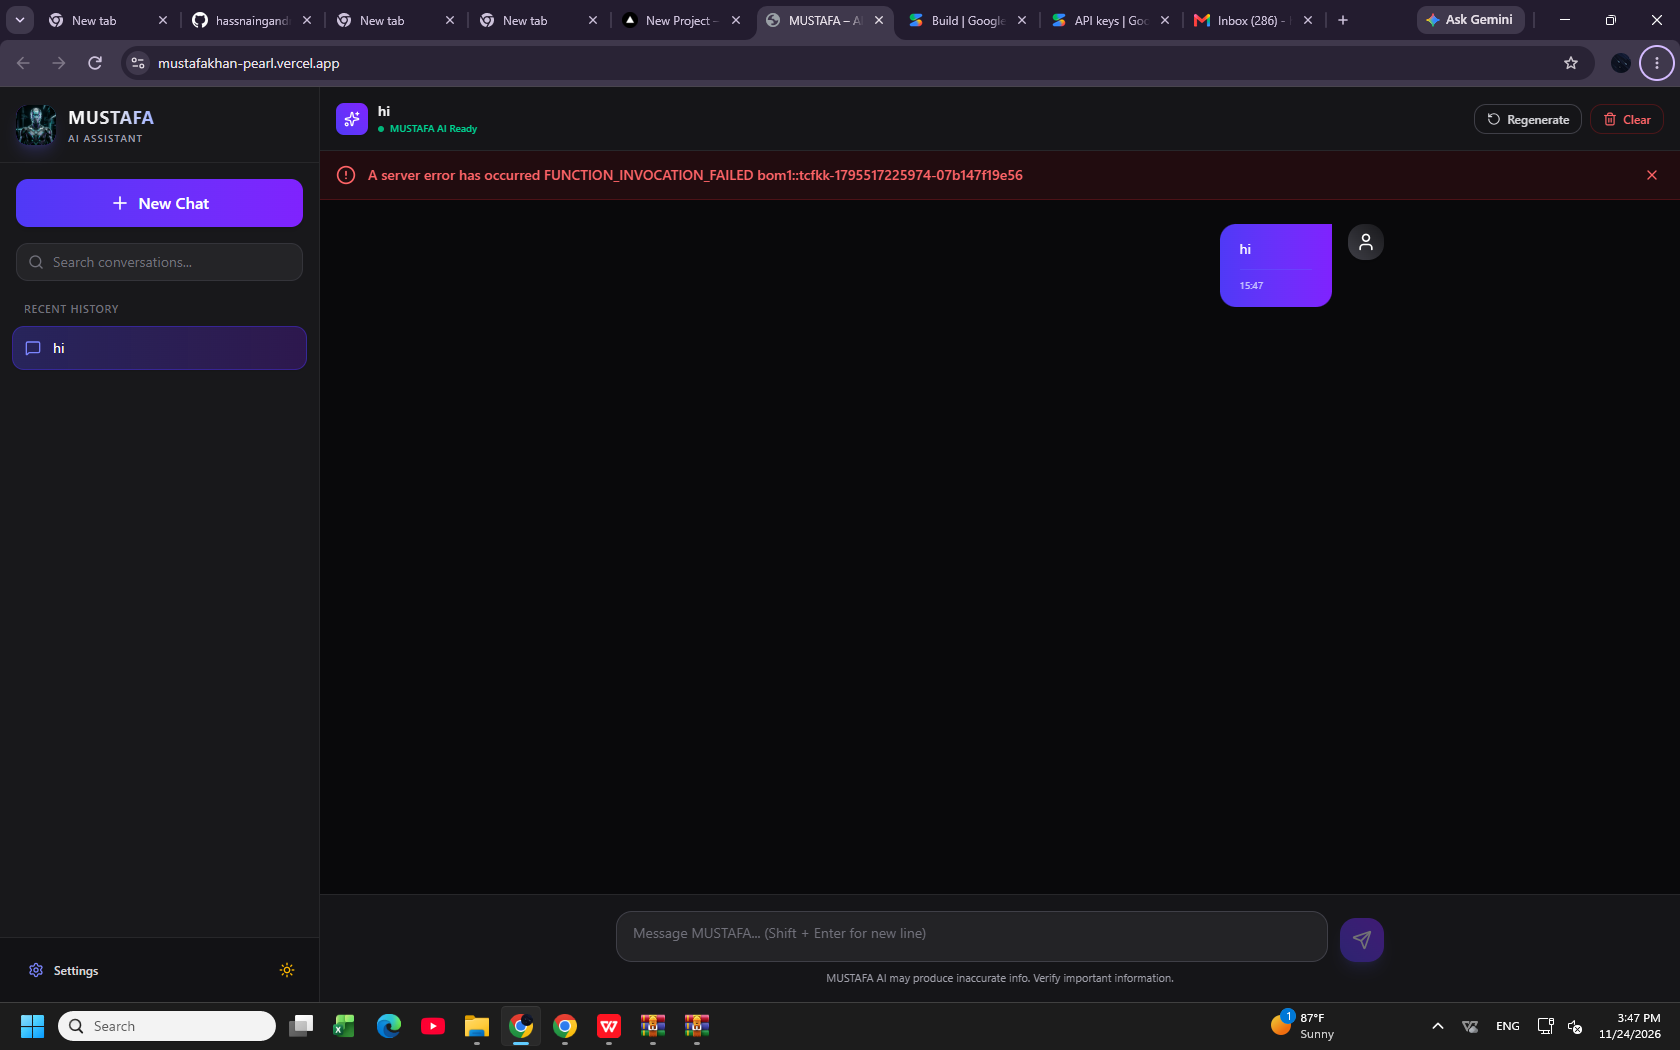 New tab
hassnaingand
New tab
New tab
New Project –
MUSTAFA – A
Build | Google
API keys | Goo
Inbox (286) -
Ask Gemini
mustafakhan-pearl.vercel.app
MUSTAFA
AI ASSISTANT
New Chat
Search conversations...
RECENT HISTORY
hi
Settings
hi
MUSTAFA AI Ready
Regenerate
Clear
A server error has occurred FUNCTION_INVOCATION_FAILED bom1::tcfkk-1795517225974-07b147f19e56
hi
15:47
Message MUSTAFA... (Shift + Enter for new line)
MUSTAFA AI may produce inaccurate info. Verify important information.
Search
1
87°F
Sunny
ENG
3:47 PM
11/24/2026